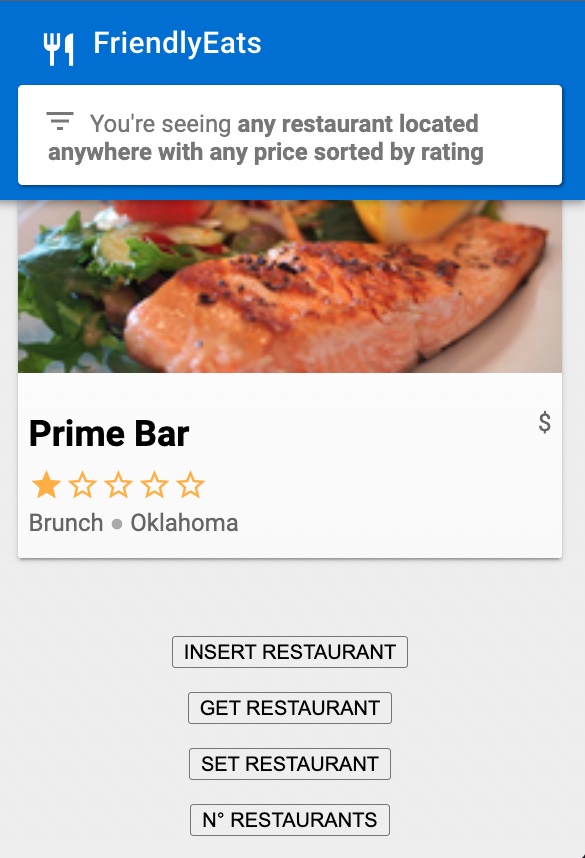 FriendlyEats
You're seeing any restaurant located
anywhere with any price sorted by rating
Prime Bar
$
Brunch ● Oklahoma
INSERT RESTAURANT
GET RESTAURANT
SET RESTAURANT
N° RESTAURANTS